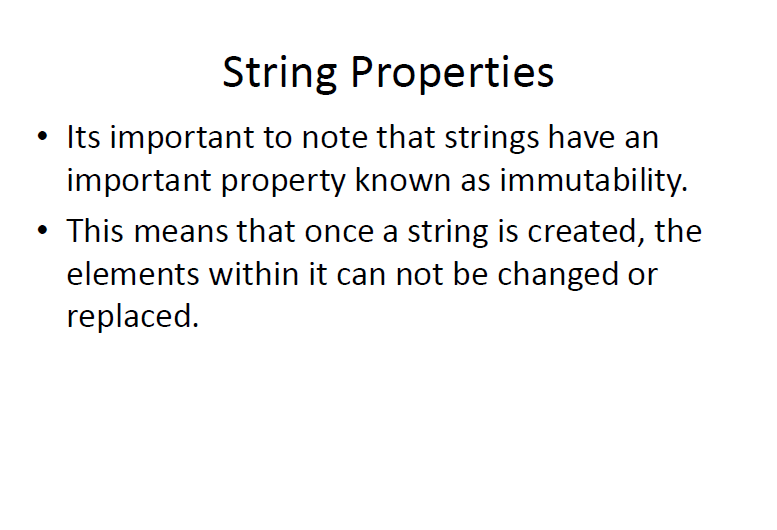 String Properties
• Its important to note that strings have an
important property known as immutability.
• This means that once a string is created, the
elements within it can not be changed or
replaced.